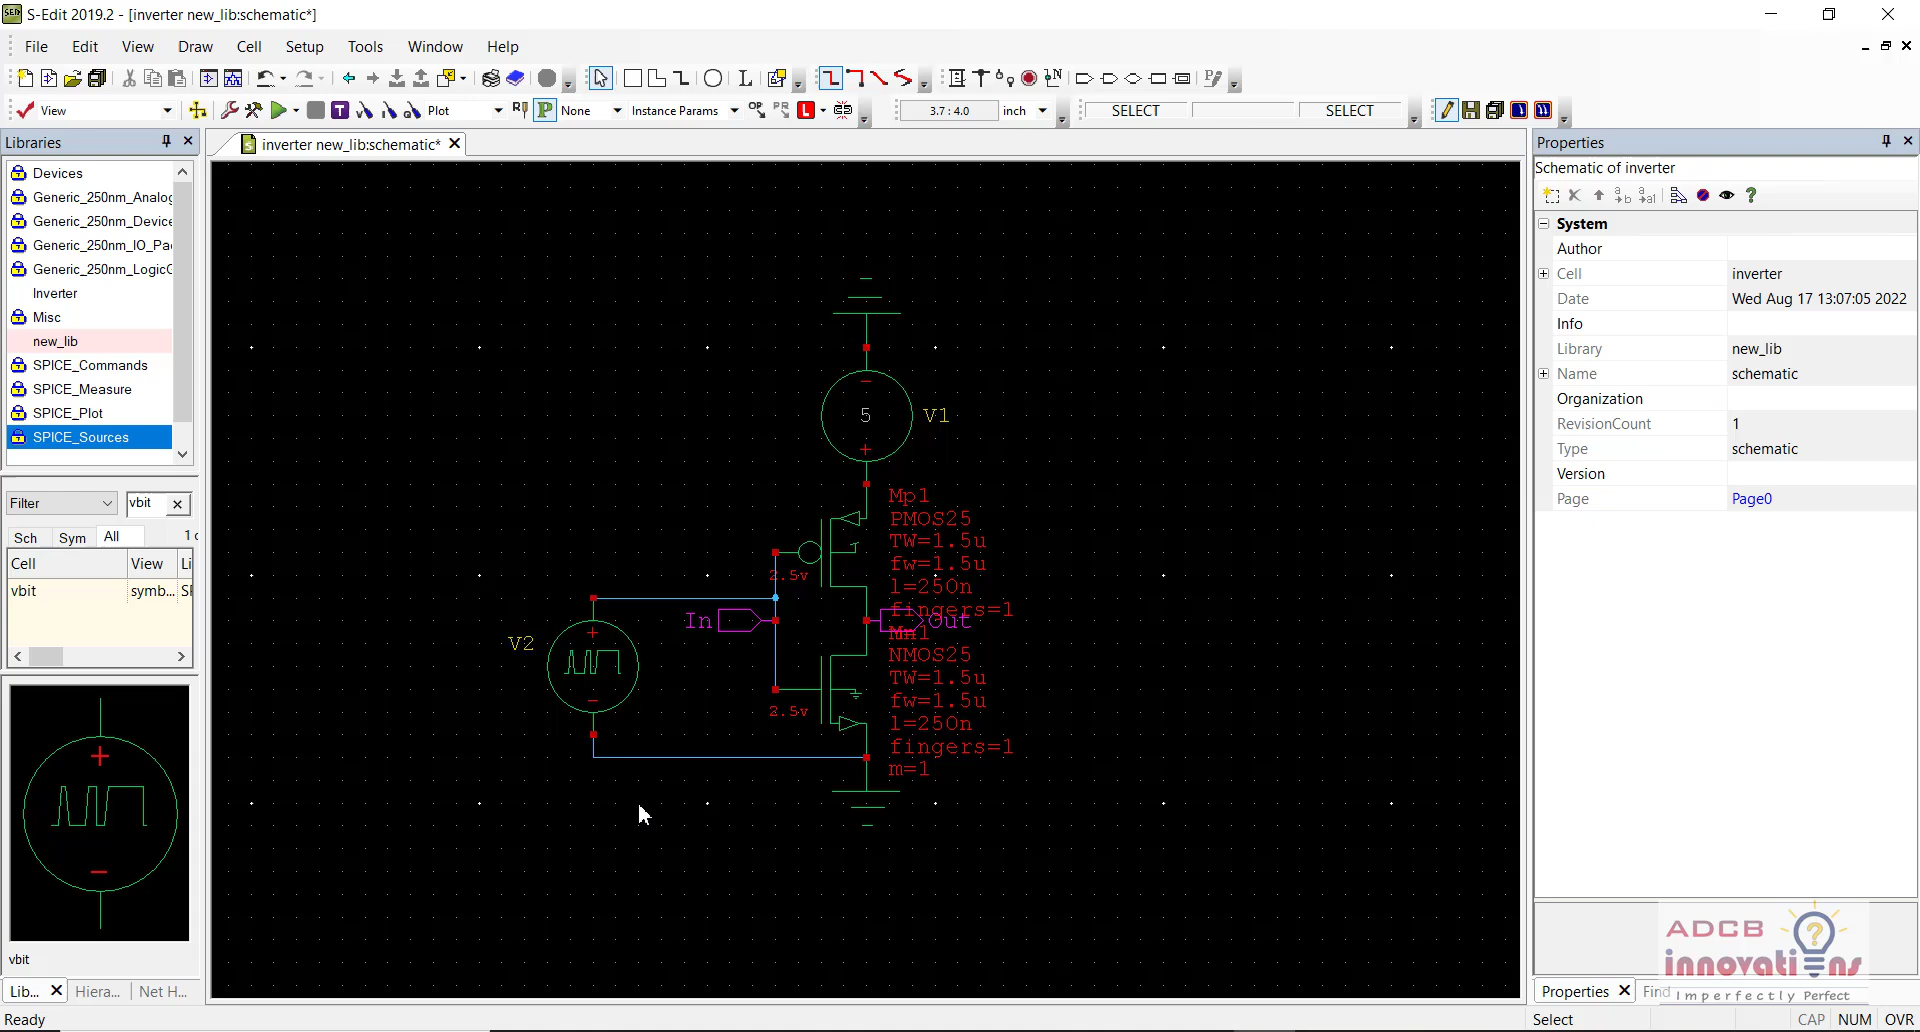 S-Edit 2019.2 - [inverter new_lib:schematic*]
File Edit View Draw Cell Setup Tools Window Help
View Plot None Instance Params 3.7 : 4.0 inch SELECT SELECT
Libraries
inverter new_lib:schematic*
Properties
Schematic of inverter
Devices
Generic_250nm_Analog
Generic_250nm_Device
Generic_250nm_IO_Pa
Generic_250nm_LogicG
Inverter
Misc
new_lib
SPICE_Commands
SPICE_Measure
SPICE_Plot
SPICE_Sources
Filter vbit
Sch Sym All 1
Cell View Li
vbit symb...
vbit
Lib... Hiera... Net H...
5 V1
Mp1
PMOS25
TW=1.5u
fw=1.5u
l=250n
fingers=1
2.5v
In
Out
V2
Mn1
NMOS25
TW=1.5u
fw=1.5u
l=250n
fingers=1
m=1
2.5v
System
Author
Cell inverter
Date Wed Aug 17 13:07:05 2022
Info
Library new_lib
Name schematic
Organization
RevisionCount 1
Type schematic
Version
Page Page0
ADCB
innovations
Imperfectly Perfect
Properties Find
Ready
Select CAP NUM OVR